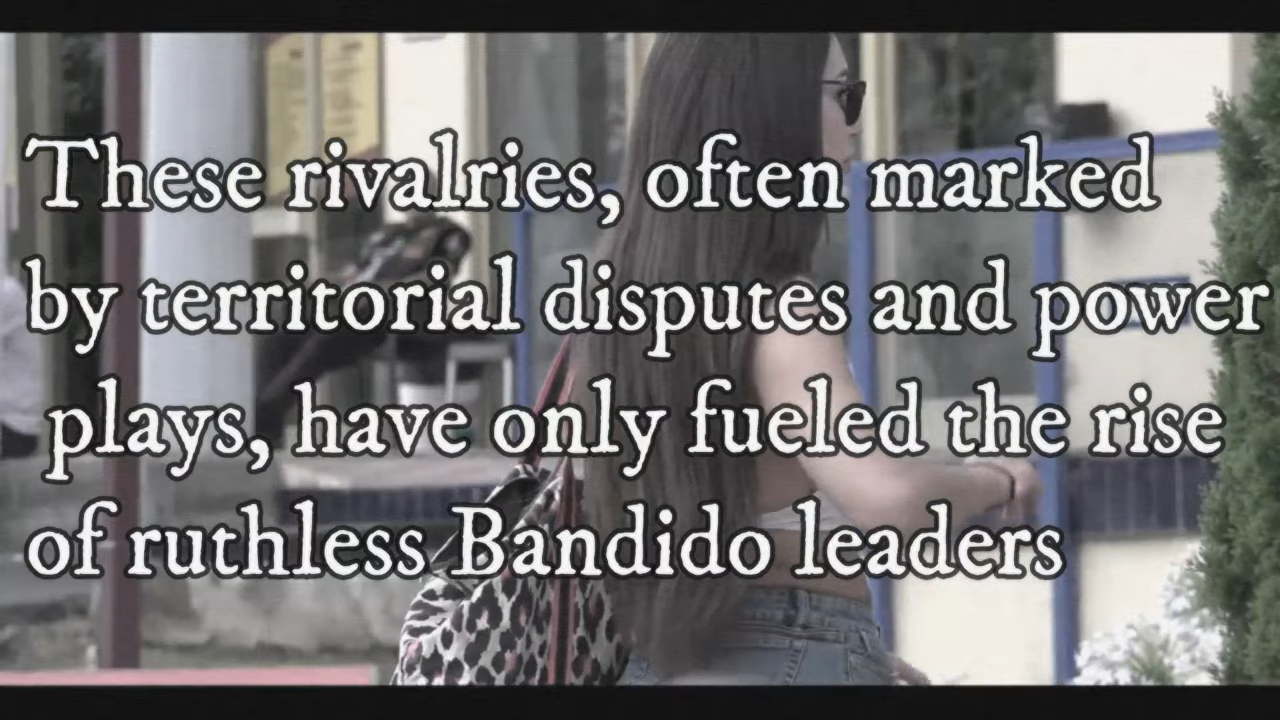 These rivalries, often marked
by territorial disputes and power
plays, have only fueled the rise
of ruthless Bandido leaders